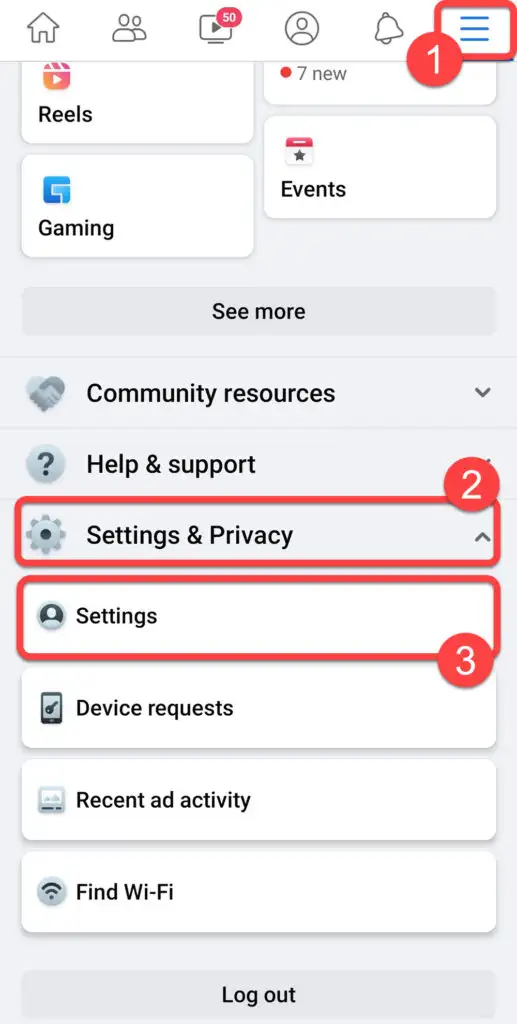 50
1
7 new
Reels
Events
Gaming
See more
Community resources
Help & support
2
Settings & Privacy
Settings
3
Device requests
Recent ad activity
Find Wi-Fi
Log out